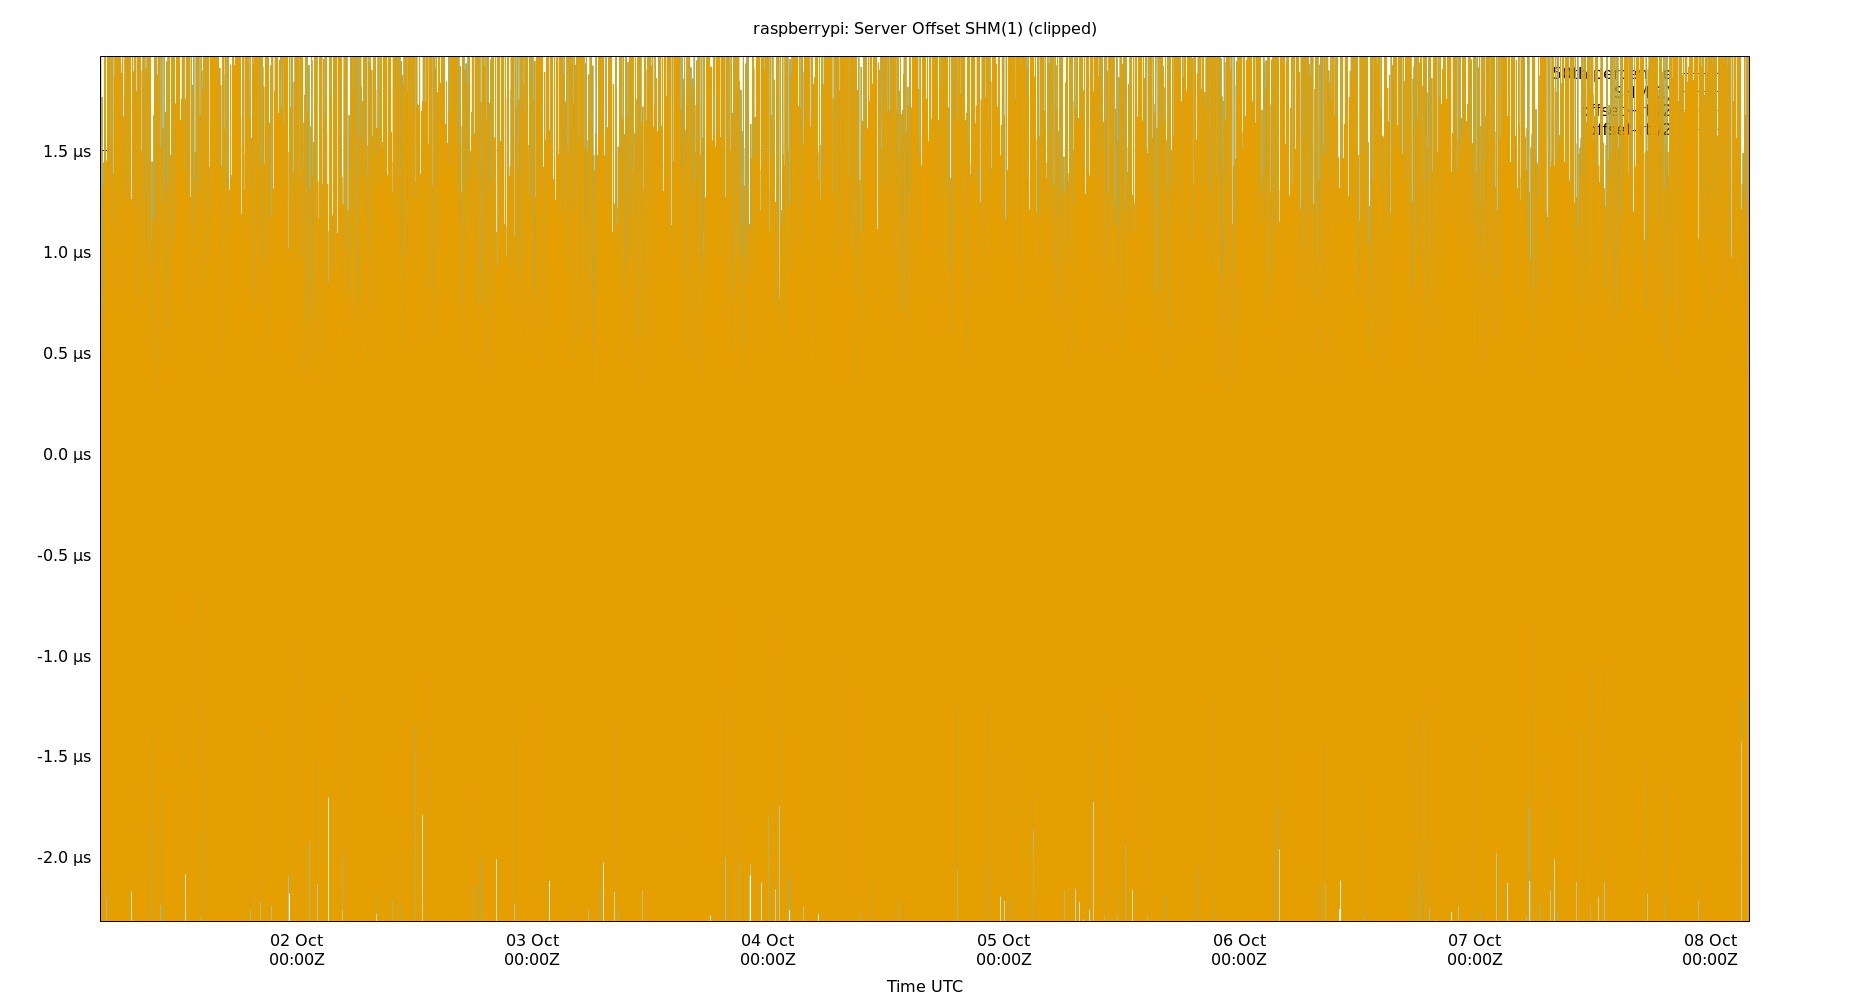 raspberrypi: Server Offset SHM(1) (clipped)
1.5 µs
1.0 µs
0.5 µs
0.0 µs
-0.5 µs
-1.0 µs
-1.5 µs
-2.0 µs
02 Oct 03 Oct 04 Oct 05 Oct 06 Oct 07 Oct 08 Oct
00:00Z 00:00Z 00:00Z 00:00Z 00:00Z 00:00Z 00:00Z
Time UTC